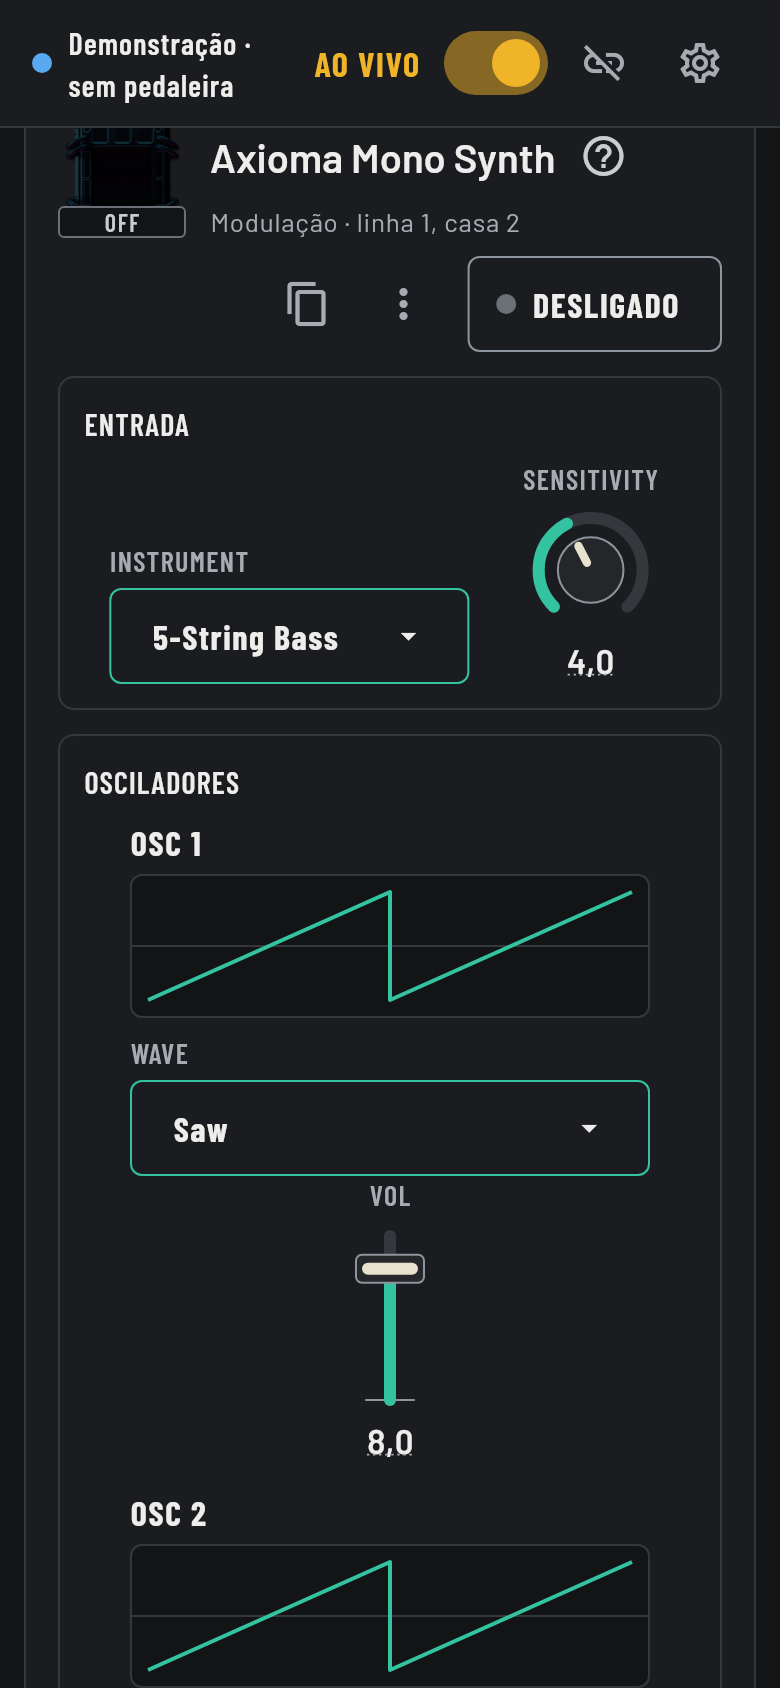 Demonstração ·
sem pedaleira
AO VIVO
Axioma Mono Synth
OFF
Modulação · linha 1, casa 2
DESLIGADO
ENTRADA
SENSITIVITY
INSTRUMENT
5-String Bass
4,0
OSCILADORES
OSC 1
WAVE
Saw
VOL
8,0
OSC 2